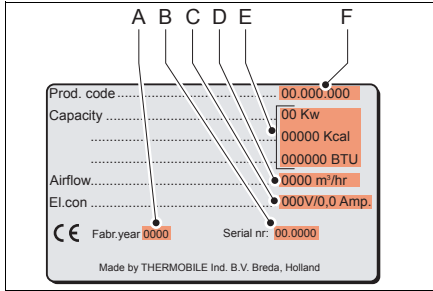 A B C D E F
Prod. code ........................................ 00.000.000
Capacity ........................................ 00 Kw
........................................ 00000 Kcal
........................................ 000000 BTU
Airflow........................................ 0000 m³/hr
El.con ........................................ 000V/0,0 Amp.
CE Fabr.year 0000 Serial nr: 00.0000
Made by THERMOBILE Ind. B.V. Breda, Holland